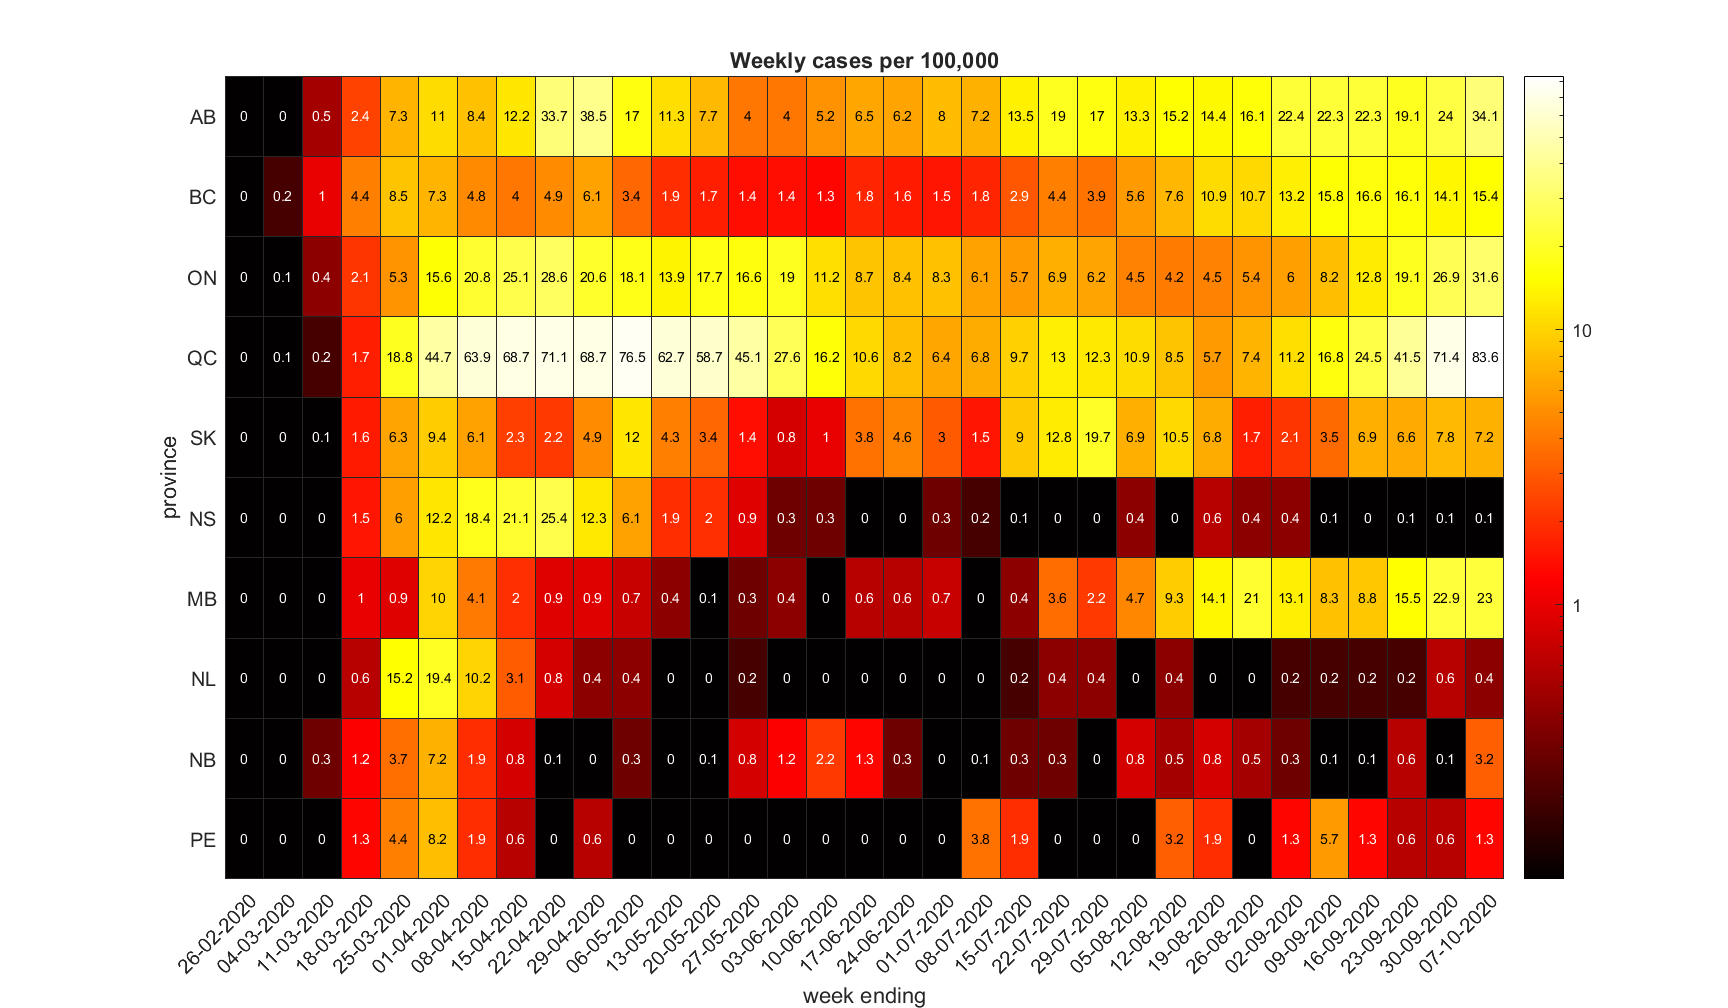 Weekly cases per 100,000
AB 0 0 0.5 2.4 7.3 11 8.4 12.2 33.7 38.5 17 11.3 7.7 4 4 5.2 6.5 6.2 8 7.2 13.5 19 17 13.3 15.2 14.4 16.1 22.4 22.3 22.3 19.1 24 34.1
BC 0 0.2 1 4.4 8.5 7.3 4.8 4 4.9 6.1 3.4 1.9 1.7 1.4 1.4 1.3 1.8 1.6 1.5 1.8 2.9 4.4 3.9 5.6 7.6 10.9 10.7 13.2 15.8 16.6 16.1 14.1 15.4
ON 0 0.1 0.4 2.1 5.3 15.6 20.8 25.1 28.6 20.6 18.1 13.9 17.7 16.6 19 11.2 8.7 8.4 8.3 6.1 5.7 6.9 6.2 4.5 4.2 4.5 5.4 6 8.2 12.8 19.1 26.9 31.6
10
QC 0 0.1 0.2 1.7 18.8 44.7 63.9 68.7 71.1 68.7 76.5 62.7 58.7 45.1 27.6 16.2 10.6 8.2 6.4 6.8 9.7 13 12.3 10.9 8.5 5.7 7.4 11.2 16.8 24.5 41.5 71.4 83.6
SK 0 0 0.1 1.6 6.3 9.4 6.1 2.3 2.2 4.9 12 4.3 3.4 1.4 0.8 1 3.8 4.6 3 1.5 9 12.8 19.7 6.9 10.5 6.8 1.7 2.1 3.5 6.9 6.6 7.8 7.2
province
NS 0 0 0 1.5 6 12.2 18.4 21.1 25.4 12.3 6.1 1.9 2 0.9 0.3 0.3 0 0 0.3 0.2 0.1 0 0 0.4 0 0.6 0.4 0.4 0.1 0 0.1 0.1 0.1
MB 0 0 0 1 0.9 10 4.1 2 0.9 0.9 0.7 0.4 0.1 0.3 0.4 0 0.6 0.6 0.7 0 0.4 3.6 2.2 4.7 9.3 14.1 21 13.1 8.3 8.8 15.5 22.9 23
1
NL 0 0 0 0.6 15.2 19.4 10.2 3.1 0.8 0.4 0.4 0 0 0.2 0 0 0 0 0 0 0.2 0.4 0.4 0 0.4 0 0 0.2 0.2 0.2 0.2 0.6 0.4
NB 0 0 0.3 1.2 3.7 7.2 1.9 0.8 0.1 0 0.3 0 0.1 0.8 1.2 2.2 1.3 0.3 0 0.1 0.3 0.3 0 0.8 0.5 0.8 0.5 0.3 0.1 0.1 0.6 0.1 3.2
PE 0 0 0 1.3 4.4 8.2 1.9 0.6 0 0.6 0 0 0 0 0 0 0 0 0 3.8 1.9 0 0 0 3.2 1.9 0 1.3 5.7 1.3 0.6 0.6 1.3
26-02-2020 04-03-2020 11-03-2020 18-03-2020 25-03-2020 01-04-2020 08-04-2020 15-04-2020 22-04-2020 29-04-2020 06-05-2020 13-05-2020 20-05-2020 27-05-2020 03-06-2020 10-06-2020 17-06-2020 24-06-2020 01-07-2020 08-07-2020 15-07-2020 22-07-2020 29-07-2020 05-08-2020 12-08-2020 19-08-2020 26-08-2020 02-09-2020 09-09-2020 16-09-2020 23-09-2020 30-09-2020 07-10-2020
week ending